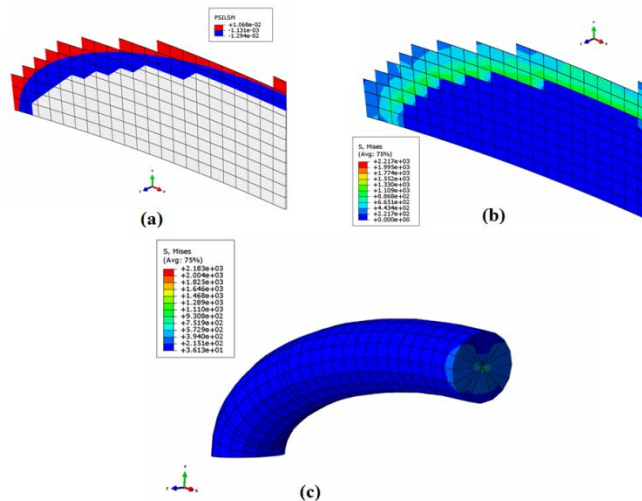 PSILSM
+1.068e-02
-1.131e-03
-1.294e-02
(a)
S, Mises
(Avg: 75%)
+2.217e+03
+1.995e+03
+1.774e+03
+1.552e+03
+1.330e+03
+1.109e+03
+8.868e+02
+6.651e+02
+4.434e+02
+2.217e+02
+0.000e+00
(b)
S, Mises
(Avg: 75%)
+2.183e+03
+2.004e+03
+1.825e+03
+1.646e+03
+1.468e+03
+1.289e+03
+1.110e+03
+9.308e+02
+7.519e+02
+5.729e+02
+3.940e+02
+2.151e+02
+3.613e+01
(c)